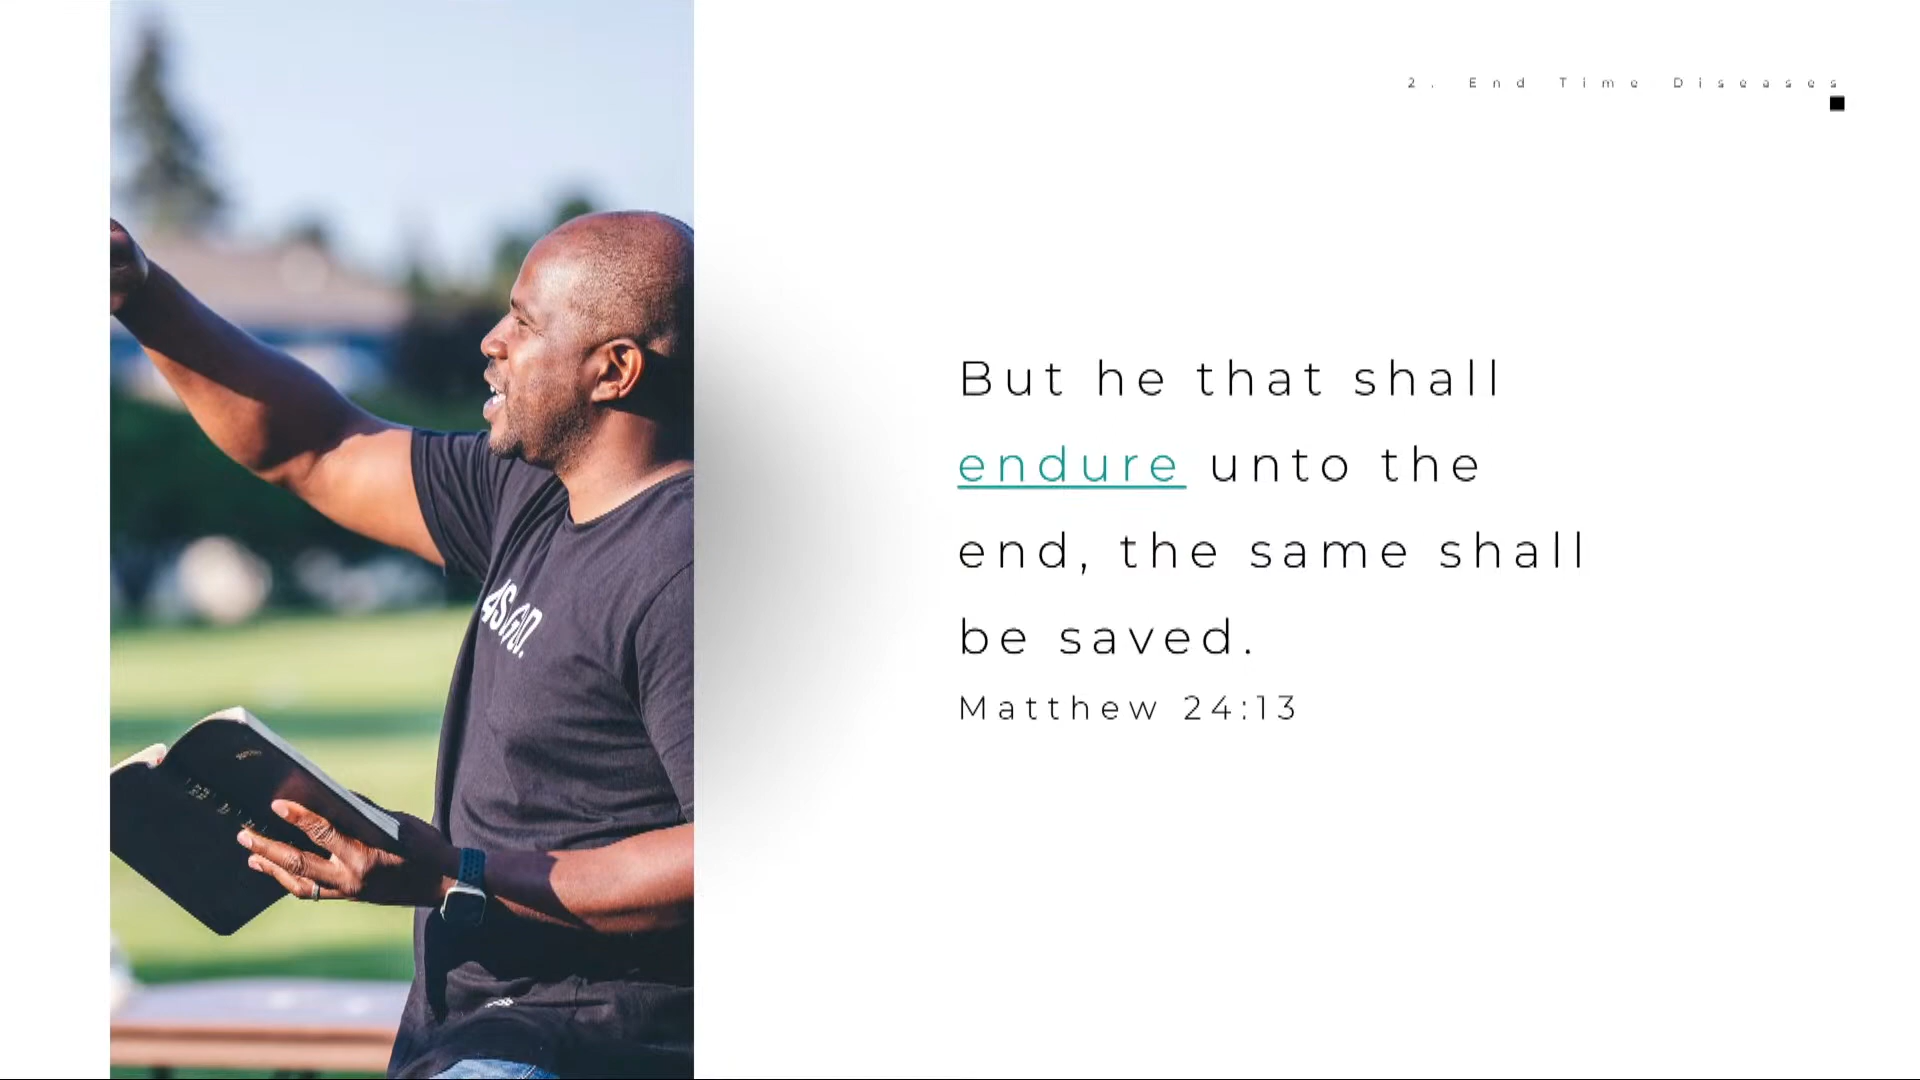 2. End Time Diseases
But he that shall
endure unto the
end, the same shall
be saved.
Matthew 24:13